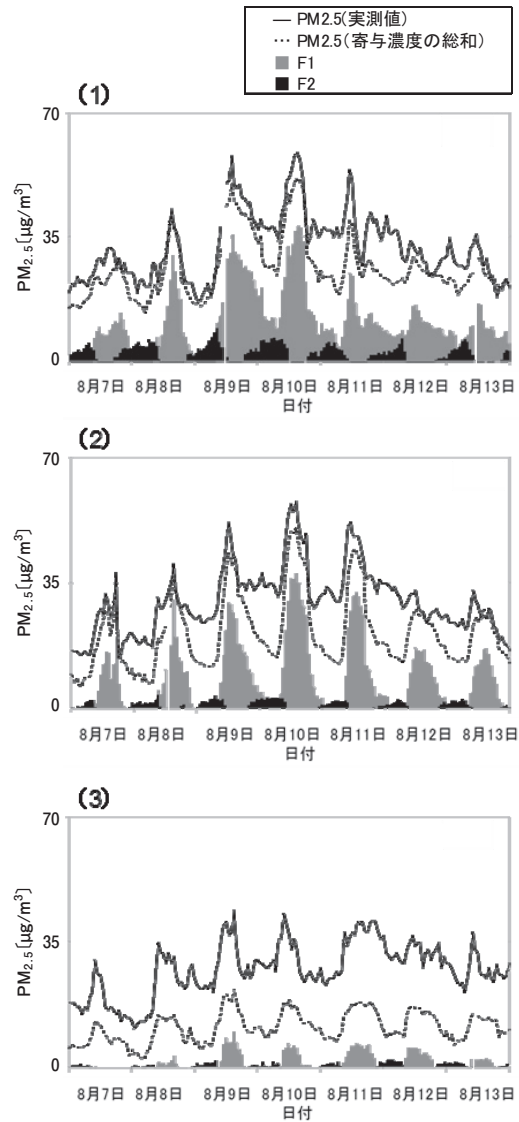 PM2.5(実測値)
PM2.5(寄与濃度の総和)
F1
F2
(1)
70
35
0
PM2.5〔μg/m³〕
8月7日 8月8日 8月9日 8月10日 8月11日 8月12日 8月13日
日付
(2)
70
35
0
PM2.5〔μg/m³〕
8月7日 8月8日 8月9日 8月10日 8月11日 8月12日 8月13日
日付
(3)
70
35
0
PM2.5〔μg/m³〕
8月7日 8月8日 8月9日 8月10日 8月11日 8月12日 8月13日
日付